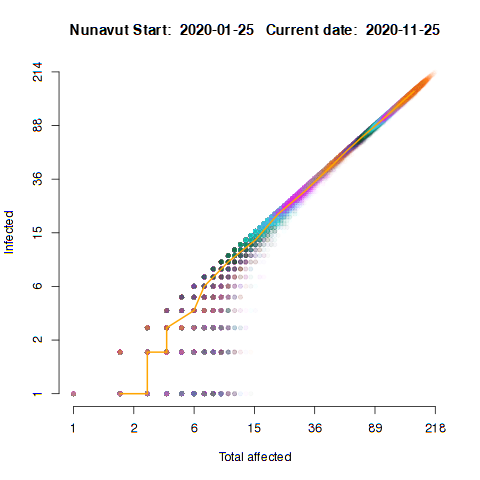 Nunavut Start: 2020-01-25 Current date: 2020-11-25
214
88
36
15
6
2
1
Infected
1 2 6 15 36 89 218
Total affected